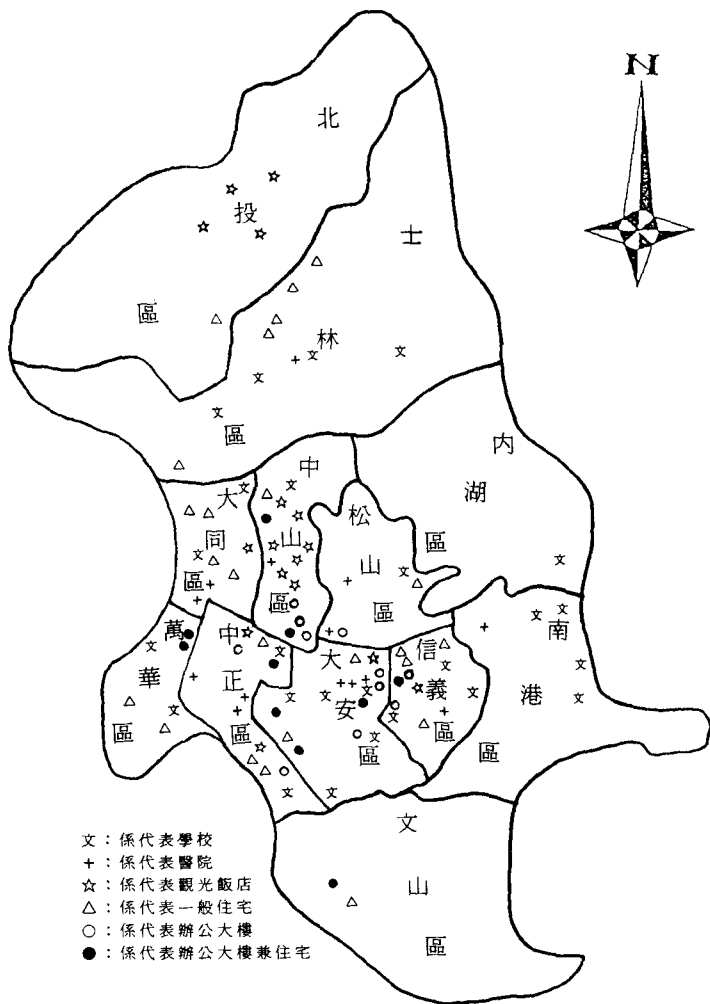 N
北投區
士林區
內湖區
中山區
大同區
松山區
南港區
萬華區
中正區
大安區
信義區
文山區
文：係代表學校
+：係代表醫院
☆：係代表觀光飯店
△：係代表一般住宅
○：係代表辦公大樓
●：係代表辦公大樓兼住宅